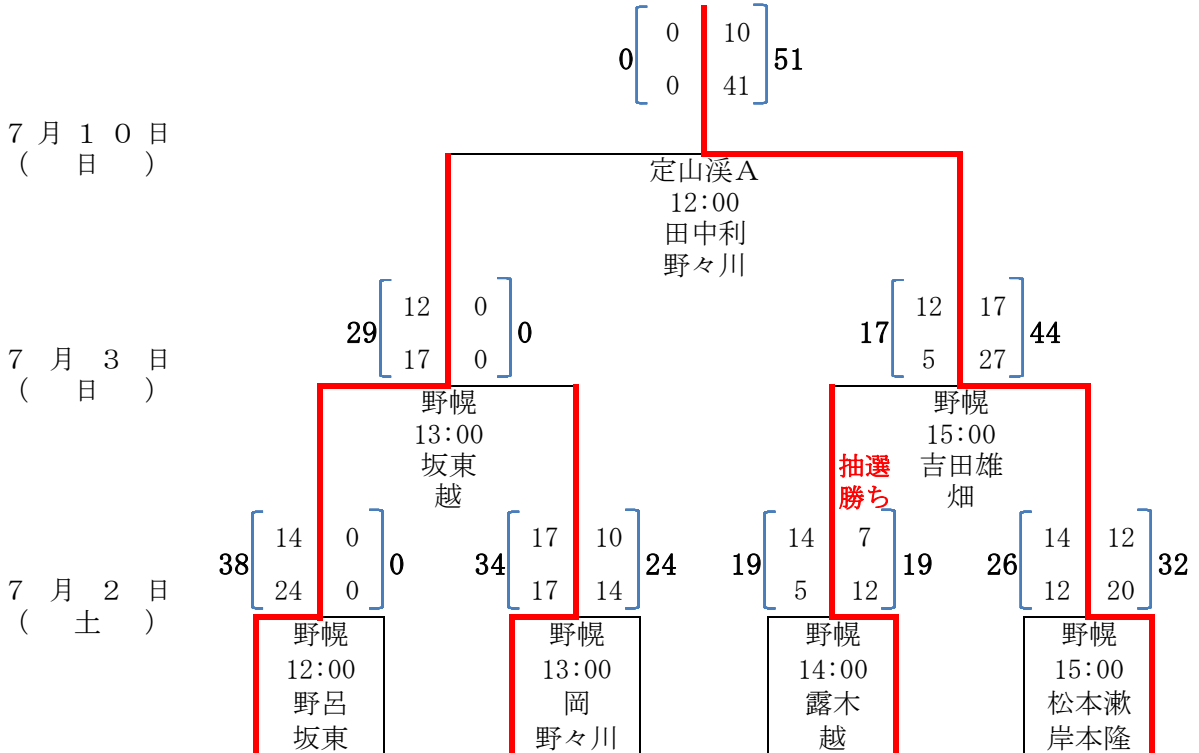 0 10
0 51
0 41
７月１０日
（　日　）
定山渓Ａ
12:00
田中利
野々川
12 0
29 0
17 0
12 17
17 44
5 27
７月３日
（　日　）
野幌
13:00
坂東
越
野幌
15:00
吉田雄
畑
抽選
勝ち
14 0
38 0
24 0
17 10
34 24
17 14
14 7
19 19
5 12
14 12
26 32
12 20
７月２日
（　土　）
野幌
12:00
野呂
坂東
野幌
13:00
岡
野々川
野幌
14:00
露木
越
野幌
15:00
松本漱
岸本隆